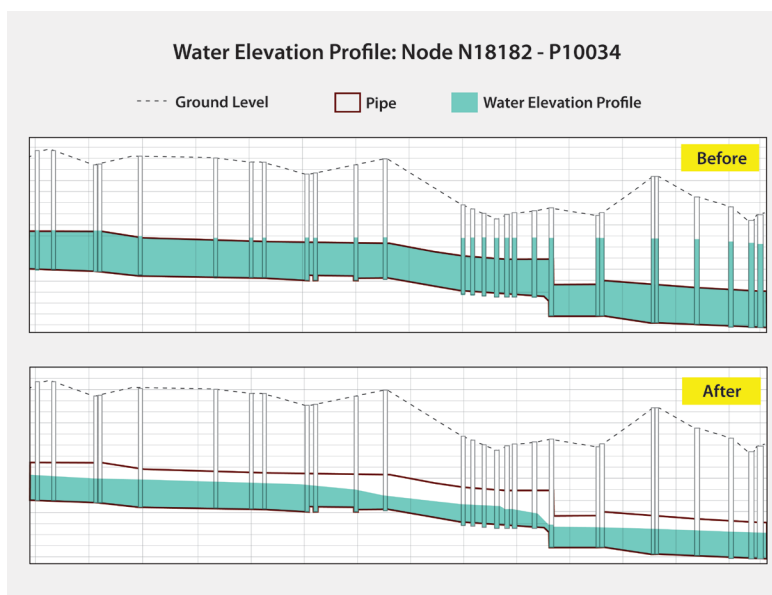 Water Elevation Profile: Node N18182 - P10034
Ground Level
Pipe
Water Elevation Profile
Before
After